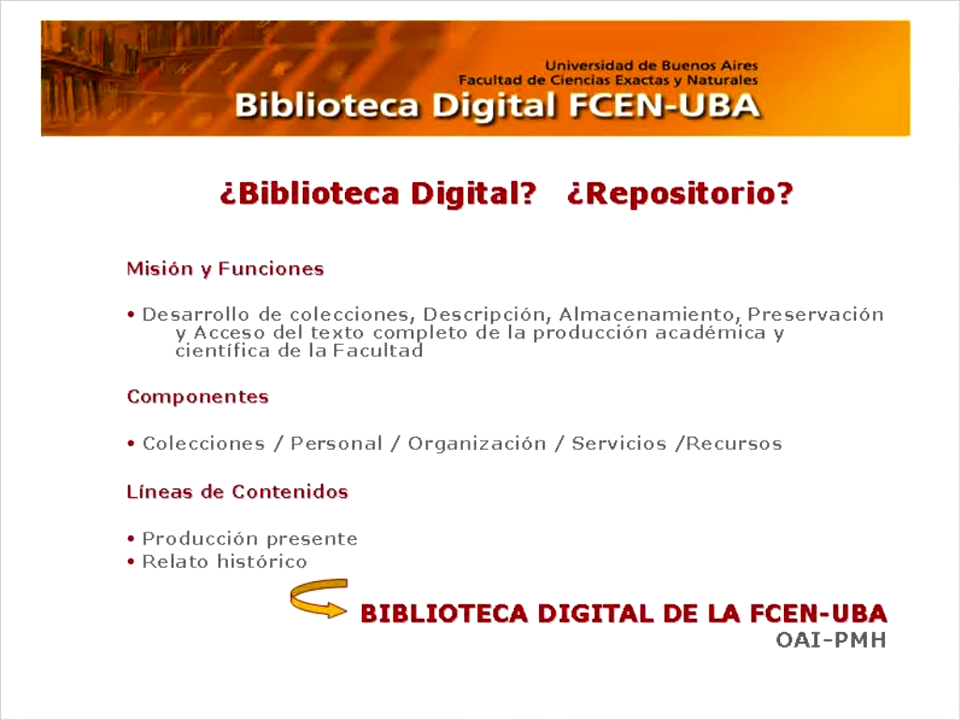 Universidad de Buenos Aires
Facultad de Ciencias Exactas y Naturales
Biblioteca Digital FCEN-UBA
¿Biblioteca Digital? ¿Repositorio?
Misión y Funciones
• Desarrollo de colecciones, Descripción, Almacenamiento, Preservación
y Acceso del texto completo de la producción académica y
científica de la Facultad
Componentes
• Colecciones / Personal / Organización / Servicios /Recursos
Líneas de Contenidos
• Producción presente
• Relato histórico
BIBLIOTECA DIGITAL DE LA FCEN-UBA
OAI-PMH